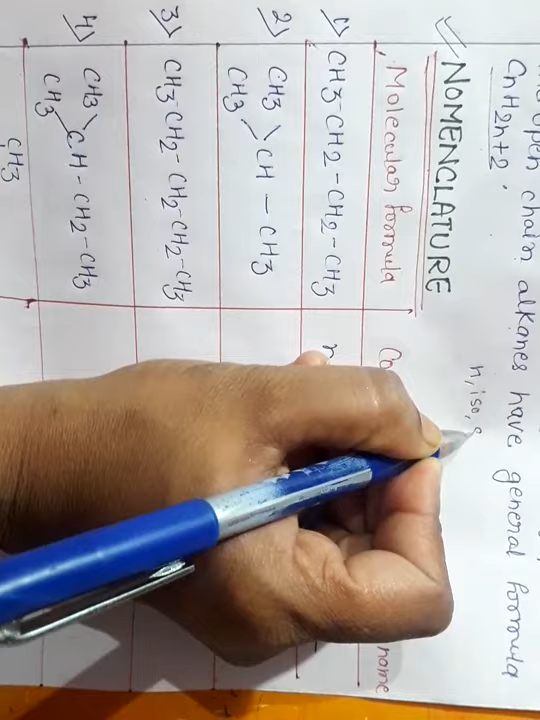 open chain alkanes have general formula
CnH2n+2.
n, iso,
NOMENCLATURE
Molecular formula name
1) CH3-CH2-CH2-CH3 n
2) CH3
CH - CH3
CH3
3) CH3-CH2-CH2-CH2-CH3
4) CH3
CH-CH2-CH3
CH3
CH3